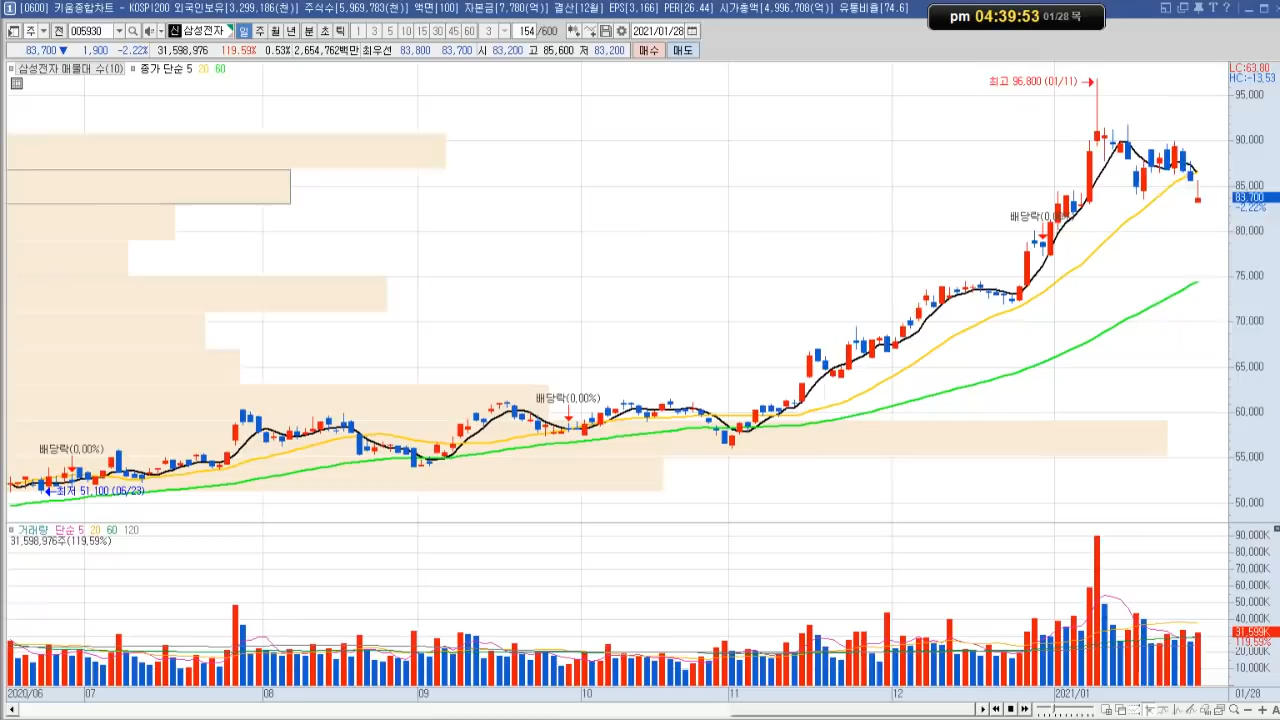 [0600] 키움종합차트 - KOSPI200 외국인보유[3,299,186(천)] 주식수[5,969,783(천)] 액면[100] 자본금[7,780(억)] 결산[12월] EPS[3,166] PER[26.44] 시가총액[4,996,708(억)] 유통비율[74.6]
pm 04:39:53 01/28 목
주 전 005930 신 삼성전자 일 주 월 년 분 초 틱 1 3 5 10 15 30 45 60 3 154 /600 2021/01/28
83,700 ▼ 1,900 -2.22% 31,598,976 119.59% 0.53% 2,654,762백만 최우선 83,800 83,700 시 83,200 고 85,600 저 83,200 매수 매도
삼성전자 매물대 수(10) 종가 단순 5 20 60
LC:63.80
HC:-13.53
최고 96,800 (01/11)
95,000
90,000
85,000
83,700
-2.22%
배당락(0,00%)
80,000
75,000
70,000
65,000
60,000
배당락(0,00%)
55,000
배당락(0,00%)
최저 51,100 (06/23)
50,000
거래량 단순 5 20 60 120
31,598,976주(119,59%)
90,000K
80,000K
70,000K
60,000K
50,000K
40,000K
31,599K
119.59%
20,000K
10,000K
2020/06 07 08 09 10 11 12 2021/01 01/28